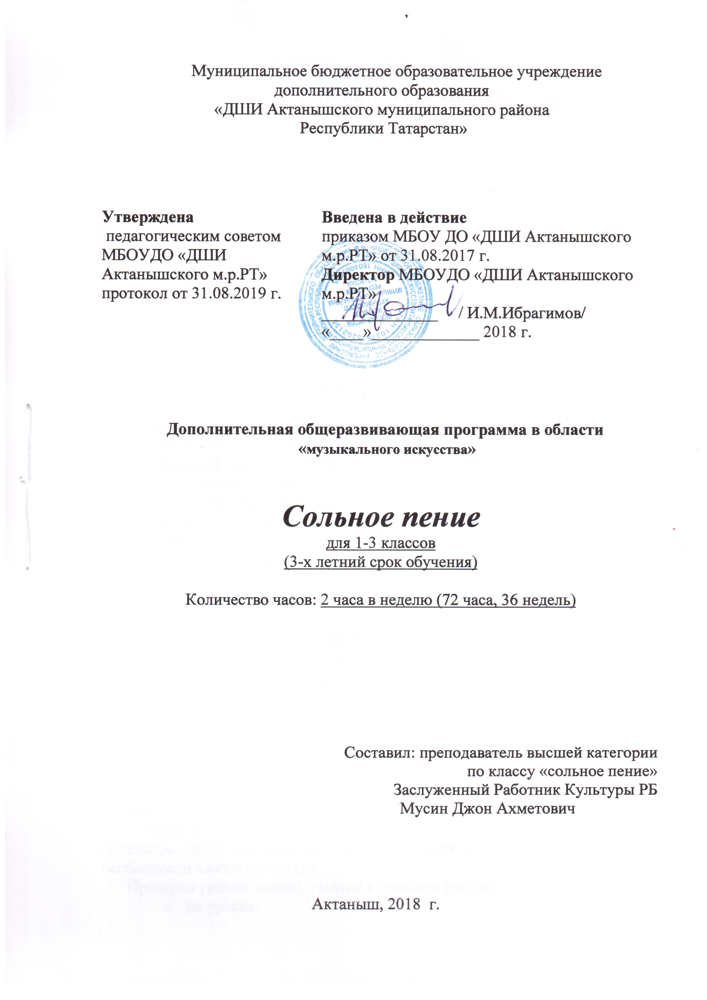 Муниципальное бюджетное образовательное учреждение
дополнительного образования
«ДШИ Актанышского муниципального района
Республики Татарстан»
Утверждена
педагогическим советом
МБОУДО «ДШИ
Актанышского м.р.РТ»
протокол от 31.08.2019 г.
Введена в действие
приказом МБОУ ДО «ДШИ Актанышского
м.р.РТ» от 31.08.2017 г.
Директор МБОУДО «ДШИ Актанышского
м.р.РТ»
______________ / И.М.Ибрагимов/
«____»_____________ 2018 г.
Дополнительная общеразвивающая программа в области
«музыкального искусства»
Сольное пение
для 1-3 классов
(3-х летний срок обучения)
Количество часов: 2 часа в неделю (72 часа, 36 недель)
Составил: преподаватель высшей категории
по классу «сольное пение»
Заслуженный Работник Культуры РБ
Мусин Джон Ахметович
Актаныш, 2018 г.